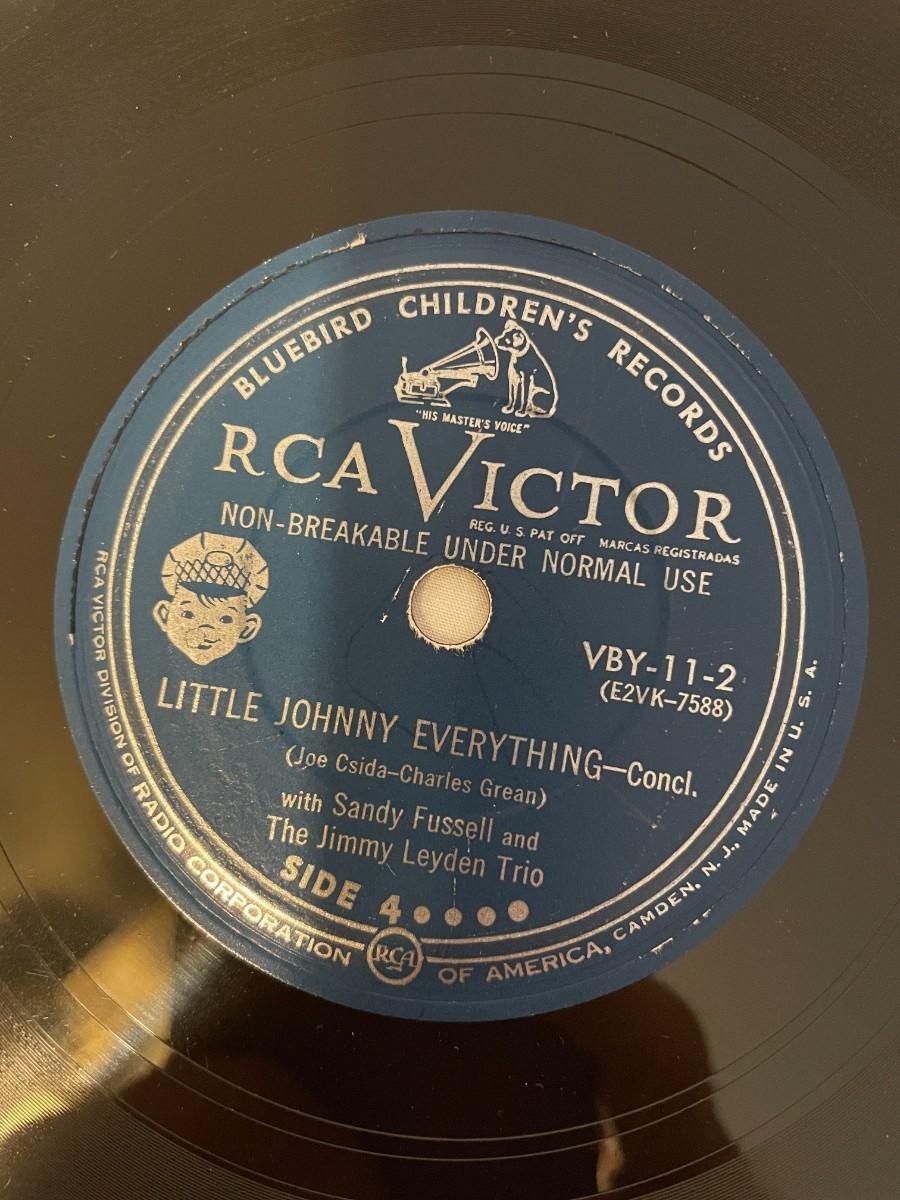 BLUEBIRD CHILDREN'S RECORDS
"HIS MASTER'S VOICE"
RCA VICTOR
REG. U. S. PAT OFF MARCAS REGISTRADAS
NON-BREAKABLE UNDER NORMAL USE
VBY-11-2
(E2VK-7588)
LITTLE JOHNNY EVERYTHING—Concl.
(Joe Csida-Charles Grean)
with Sandy Fussell and
The Jimmy Leyden Trio
SIDE 4
RCA VICTOR DIVISION OF RADIO CORPORATION OF AMERICA, CAMDEN, N. J., MADE IN U. S. A.
RCA